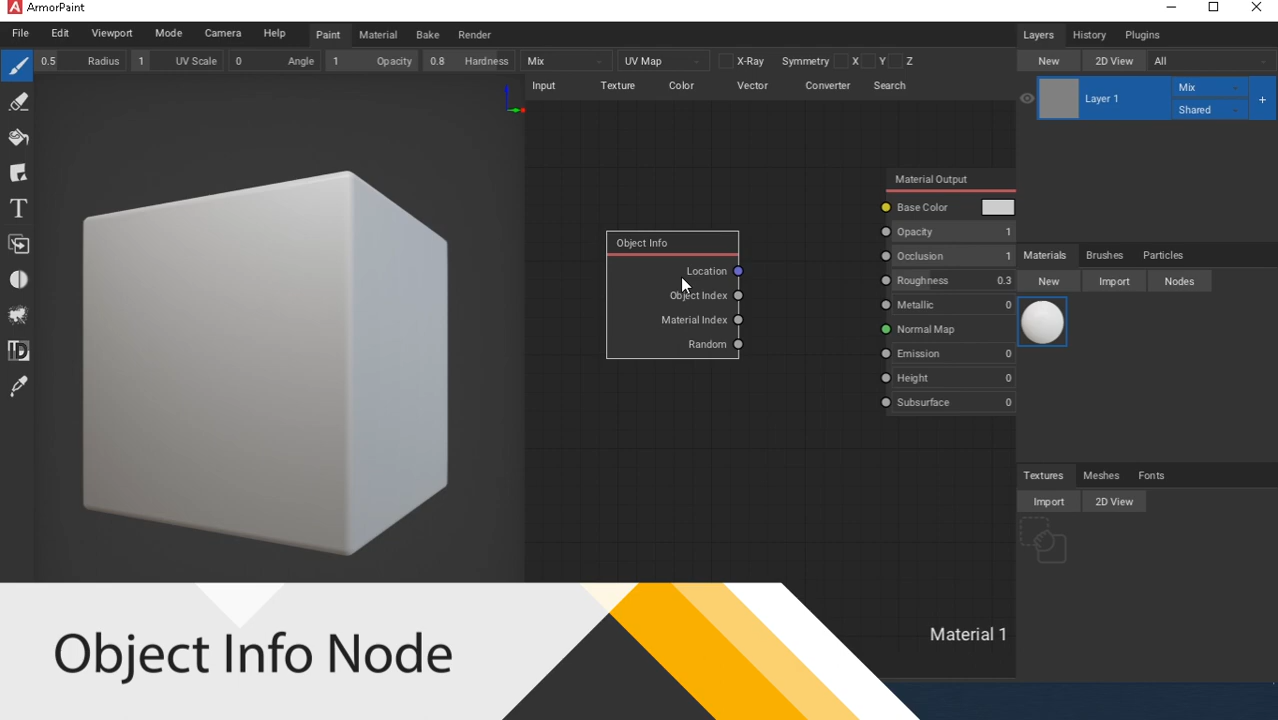 ArmorPaint
File Edit Viewport Mode Camera Help Paint Material Bake Render
0.5 Radius 1 UV Scale 0 Angle 1 Opacity 0.8 Hardness Mix UV Map X-Ray Symmetry X Y Z
Input Texture Color Vector Converter Search
Object Info
Location
Object Index
Material Index
Random
Material Output
Base Color
Opacity 1
Occlusion 1
Roughness 0.3
Metallic 0
Normal Map
Emission 0
Height 0
Subsurface 0
Material 1
Layers History Plugins
New 2D View All
Layer 1 Mix
Shared
+
Materials Brushes Particles
New Import Nodes
Textures Meshes Fonts
Import 2D View
Object Info Node